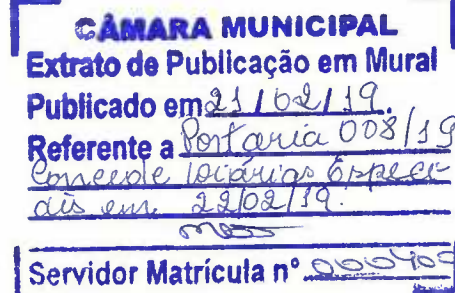 CÂMARA MUNICIPAL
Extrato de Publicação em Mural
Publicado em 21/02/19.
Referente a Portaria 008/19
Concede Diárias Especi-
ais em 22/02/19.
Servidor Matrícula nº